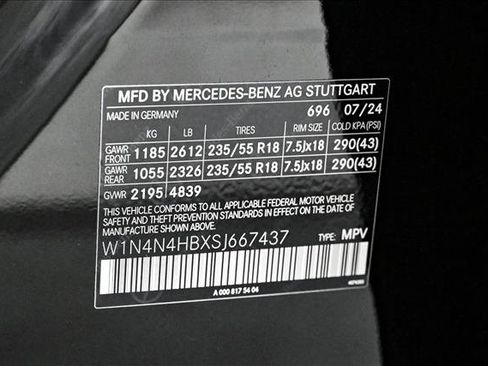 MFD BY MERCEDES-BENZ AG STUTTGART
MADE IN GERMANY 696 07/24
KG LB TIRES RIM SIZE COLD KPA(PSI)
GAWR FRONT 1185 2612 235/55 R18 7.5Jx18 290(43)
GAWR REAR 1055 2326 235/55 R18 7.5Jx18 290(43)
GVWR 2195 4839
THIS VEHICLE CONFORMS TO ALL APPLICABLE FEDERAL MOTOR VEHICLE
SAFETY, BUMPER AND THEFT PREVENTION STANDARDS IN EFFECT ON THE
DATE OF MANUFACTURE SHOWN ABOVE.
W1N4N4HBXSJ667437 TYPE: MPV
A 000 817 54 04